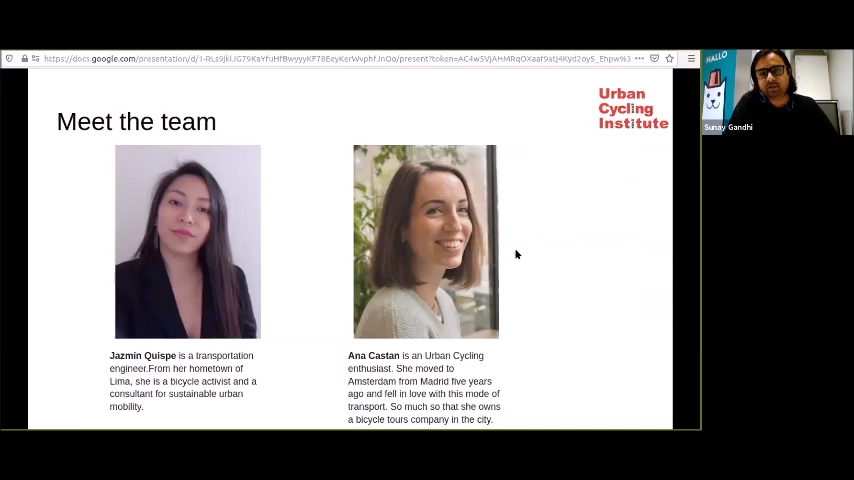 Meet the team
Urban
Cycling
Institute
Jazmín Quispe is a transportation
engineer.From her hometown of
Lima, she is a bicycle activist and a
consultant for sustainable urban
mobility.
Ana Castan is an Urban Cycling
enthusiast. She moved to
Amsterdam from Madrid five years
ago and fell in love with this mode of
transport. So much so that she owns
a bicycle tours company in the city.
HALLO
Sunay Gandhi